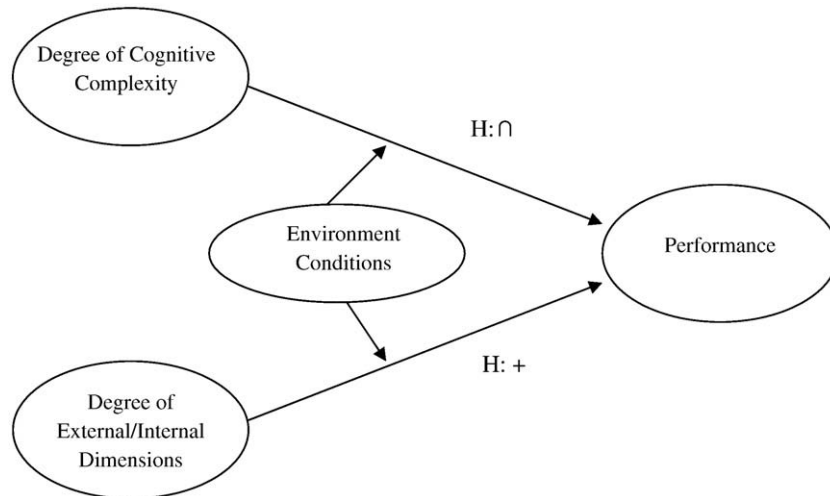 Degree of Cognitive
Complexity
H:∩
Environment
Conditions
Performance
H: +
Degree of
External/Internal
Dimensions